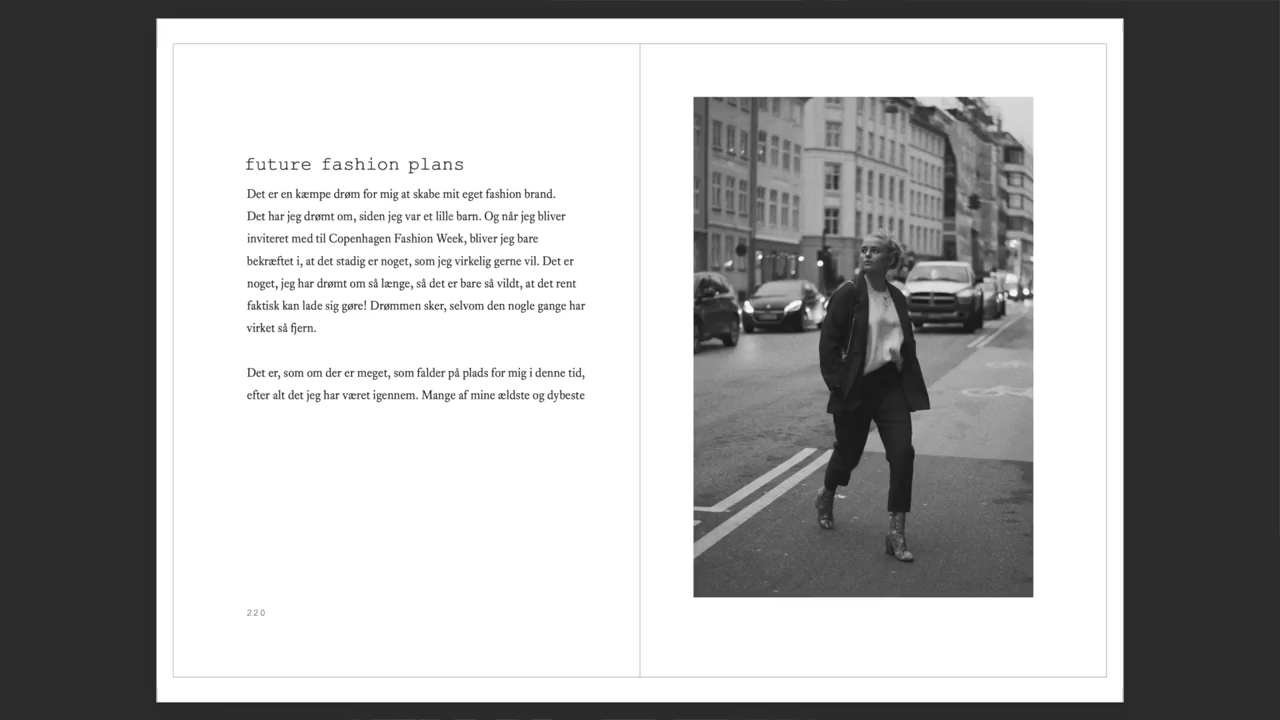 future fashion plans
Det er en kæmpe drøm for mig at skabe mit eget fashion brand.
Det har jeg drømt om, siden jeg var et lille barn. Og når jeg bliver
inviteret med til Copenhagen Fashion Week, bliver jeg bare
bekræftet i, at det stadig er noget, som jeg virkelig gerne vil. Det er
noget, jeg har drømt om så længe, så det er bare så vildt, at det rent
faktisk kan lade sig gøre! Drømmen sker, selvom den nogle gange har
virket så fjern.
Det er, som om der er meget, som falder på plads for mig i denne tid,
efter alt det jeg har været igennem. Mange af mine ældste og dybeste
220